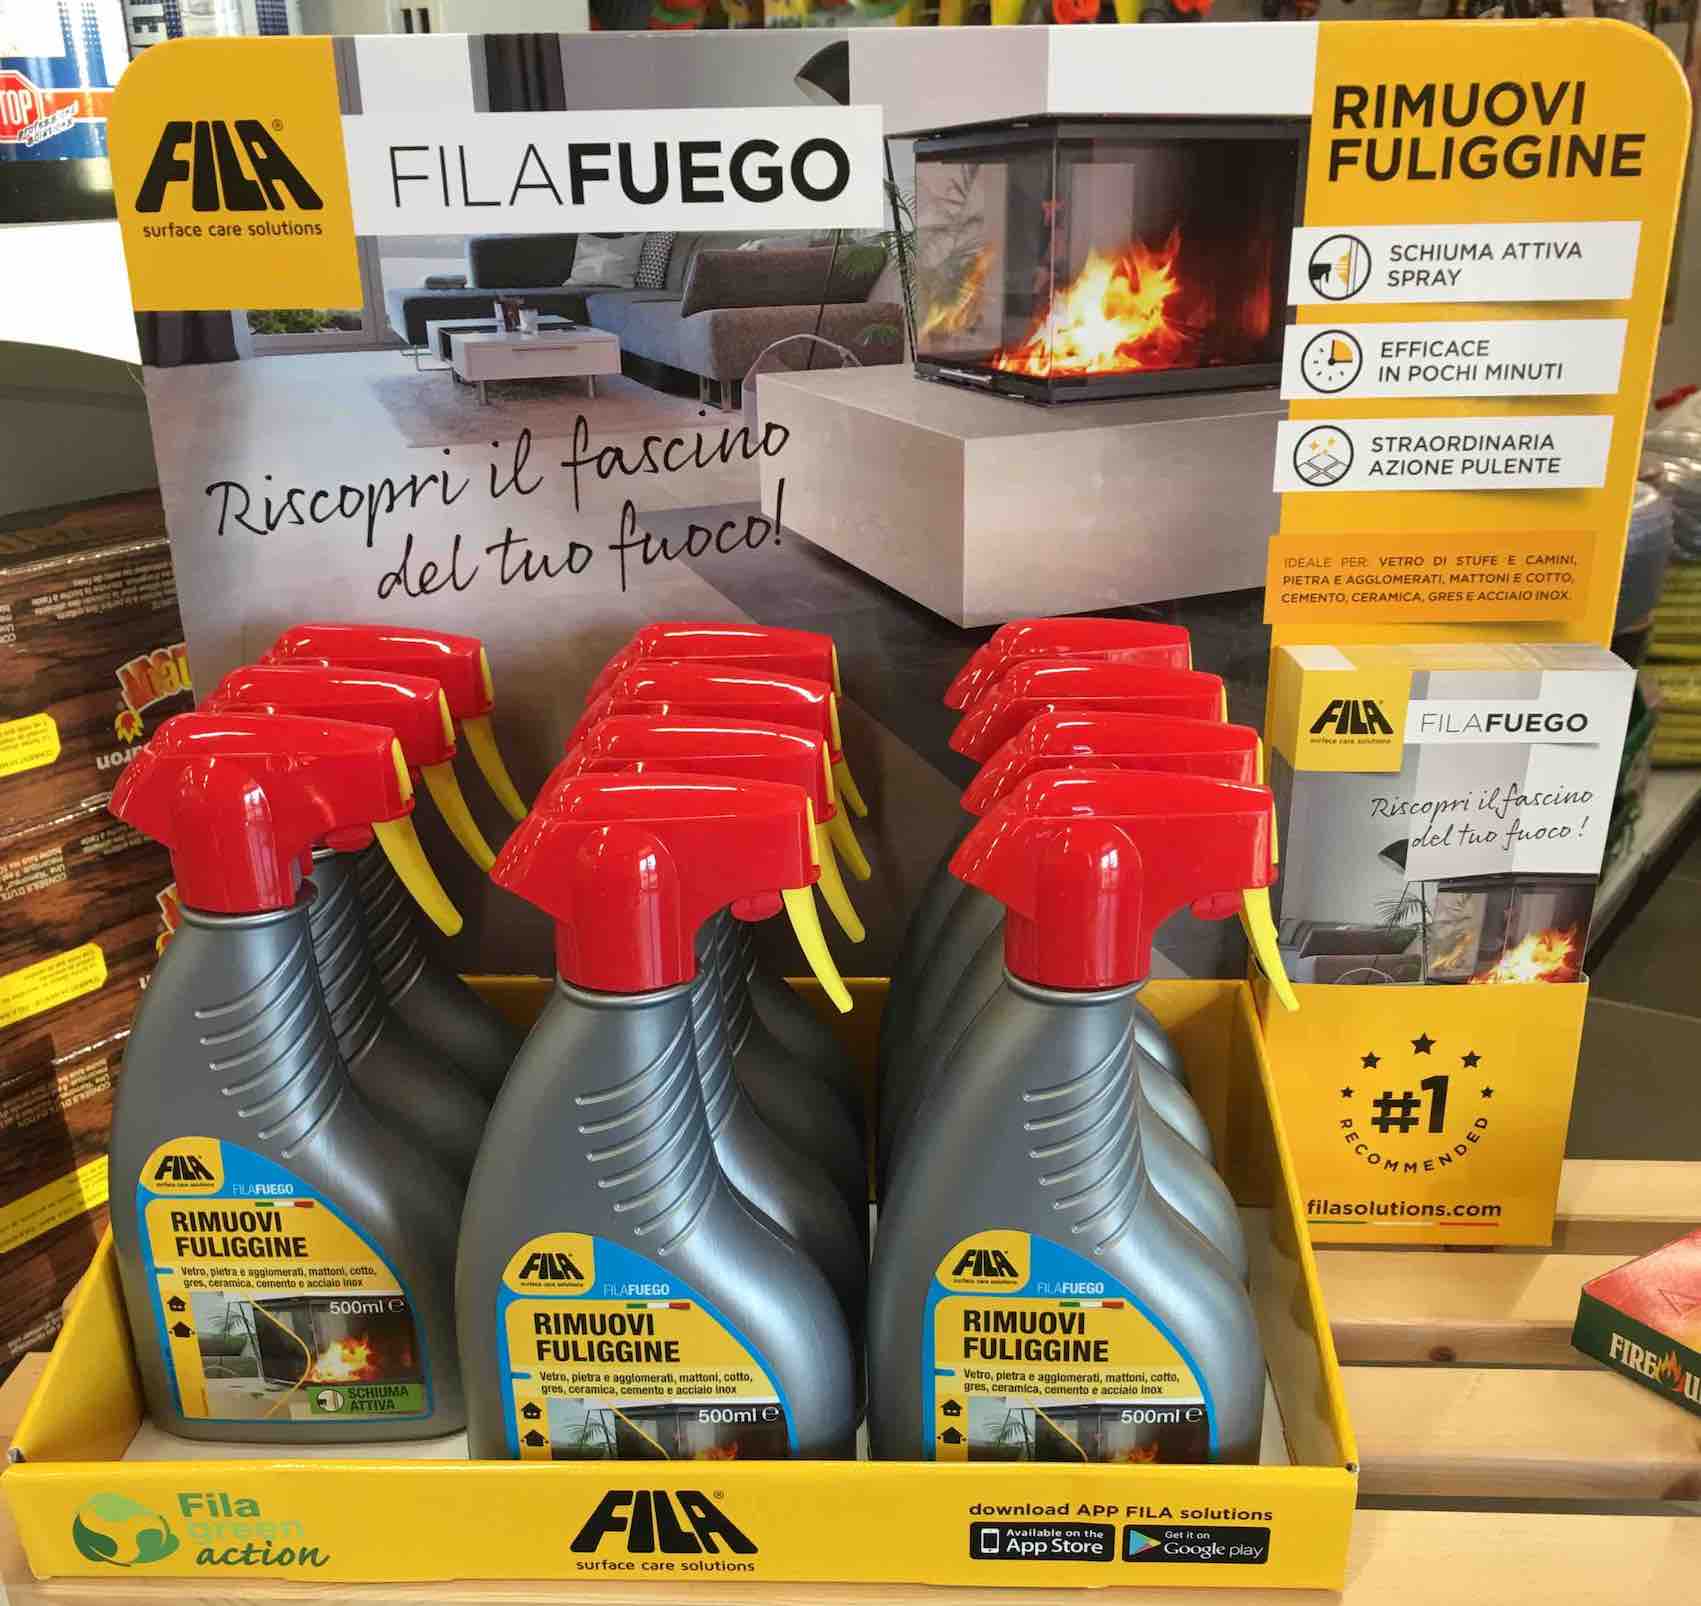 TOP
FILA®
surface care solutions
FILAFUEGO
RIMUOVI
FULIGGINE
SCHIUMA ATTIVA
SPRAY
EFFICACE
IN POCHI MINUTI
STRAORDINARIA
AZIONE PULENTE
Riscopri il fascino
del tuo fuoco!
IDEALE PER: VETRO DI STUFE E CAMINI,
PIETRA E AGGLOMERATI, MATTONI E COTTO,
CEMENTO, CERAMICA, GRES E ACCIAIO INOX.
FILA
surface care solutions
FILAFUEGO
Riscopri il fascino
del tuo fuoco!
#1
RECOMMENDED
filasolutions.com
FILA
surface care solutions
FILAFUEGO
RIMUOVI
FULIGGINE
Vetro, pietra e agglomerati, mattoni, cotto,
gres, ceramica, cemento e acciaio inox
500ml e
SCHIUMA
ATTIVA
FILA
surface care solutions
FILAFUEGO
RIMUOVI
FULIGGINE
Vetro, pietra e agglomerati, mattoni, cotto,
gres, ceramica, cemento e acciaio inox
500ml e
FILA
surface care solutions
FILAFUEGO
RIMUOVI
FULIGGINE
Vetro, pietra e agglomerati, mattoni, cotto,
gres, ceramica, cemento e acciaio inox
500ml e
FIRE
Fila
green
action
FILA®
surface care solutions
download APP FILA solutions
Available on the
App Store
Get it on
Google play